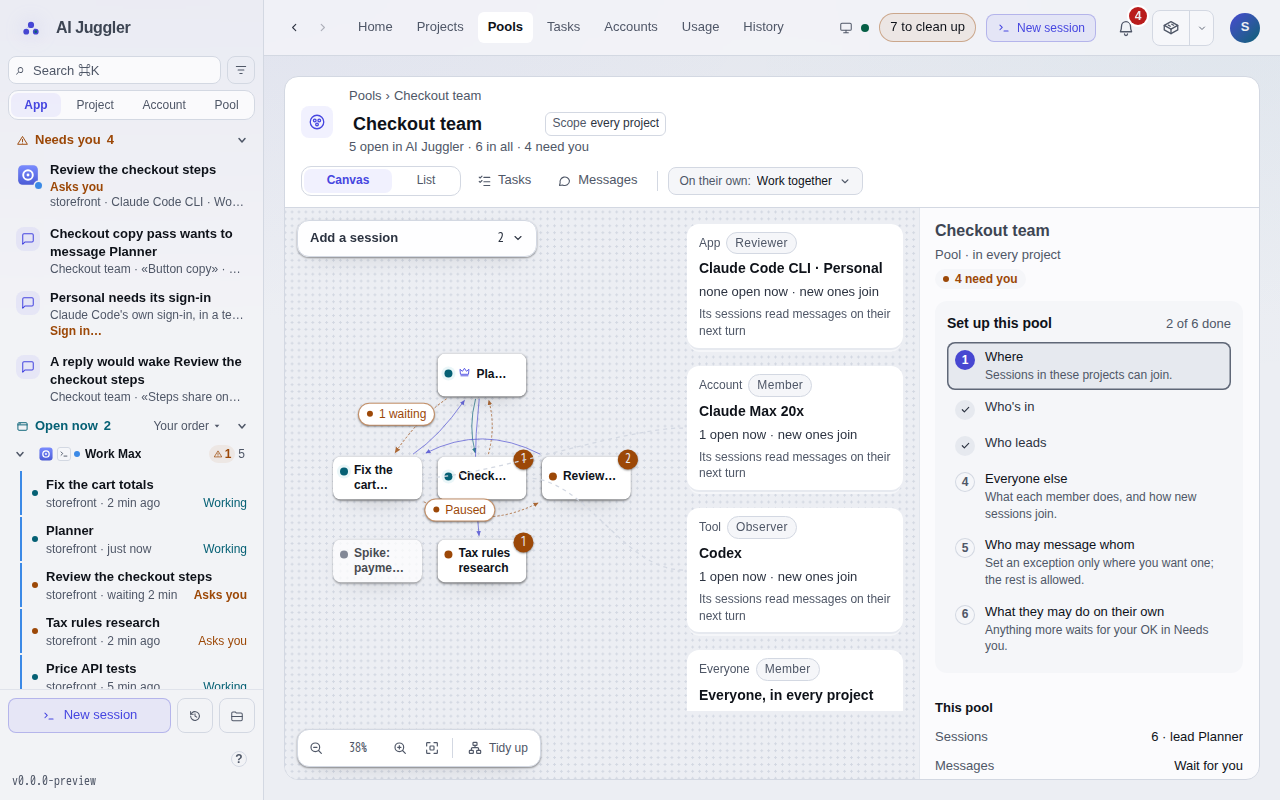 AI Juggler
Search ⌘K
App Project Account Pool
Needs you 4
Review the checkout steps
Asks you
storefront · Claude Code CLI · Wo…
Checkout copy pass wants to
message Planner
Checkout team · «Button copy» · …
Personal needs its sign-in
Claude Code's own sign-in, in a te…
Sign in…
A reply would wake Review the
checkout steps
Checkout team · «Steps share on…
Open now 2 Your order
Work Max 1 5
Fix the cart totals
storefront · 2 min ago Working
Planner
storefront · just now Working
Review the checkout steps
storefront · waiting 2 min Asks you
Tax rules research
storefront · 2 min ago Asks you
Price API tests
storefront · 5 min ago Working
New session
?
v0.0.0-preview
Home Projects Pools Tasks Accounts Usage History
7 to clean up
New session
4
S
Pools › Checkout team
Checkout team
Scope every project
5 open in AI Juggler · 6 in all · 4 need you
Canvas List Tasks Messages On their own: Work together
Add a session 2
Pla…
1 waiting
Fix the
cart…
Check…
1
Review…
2
Paused
Spike:
payme…
Tax rules
research
1
38% Tidy up
App Reviewer
Claude Code CLI · Personal
none open now · new ones join
Its sessions read messages on their
next turn
Account Member
Claude Max 20x
1 open now · new ones join
Its sessions read messages on their
next turn
Tool Observer
Codex
1 open now · new ones join
Its sessions read messages on their
next turn
Everyone Member
Everyone, in every project
Checkout team
Pool · in every project
4 need you
Set up this pool 2 of 6 done
1 Where
Sessions in these projects can join.
Who's in
Who leads
4 Everyone else
What each member does, and how new
sessions join.
5 Who may message whom
Set an exception only where you want one;
the rest is allowed.
6 What they may do on their own
Anything more waits for your OK in Needs
you.
This pool
Sessions 6 · lead Planner
Messages Wait for you